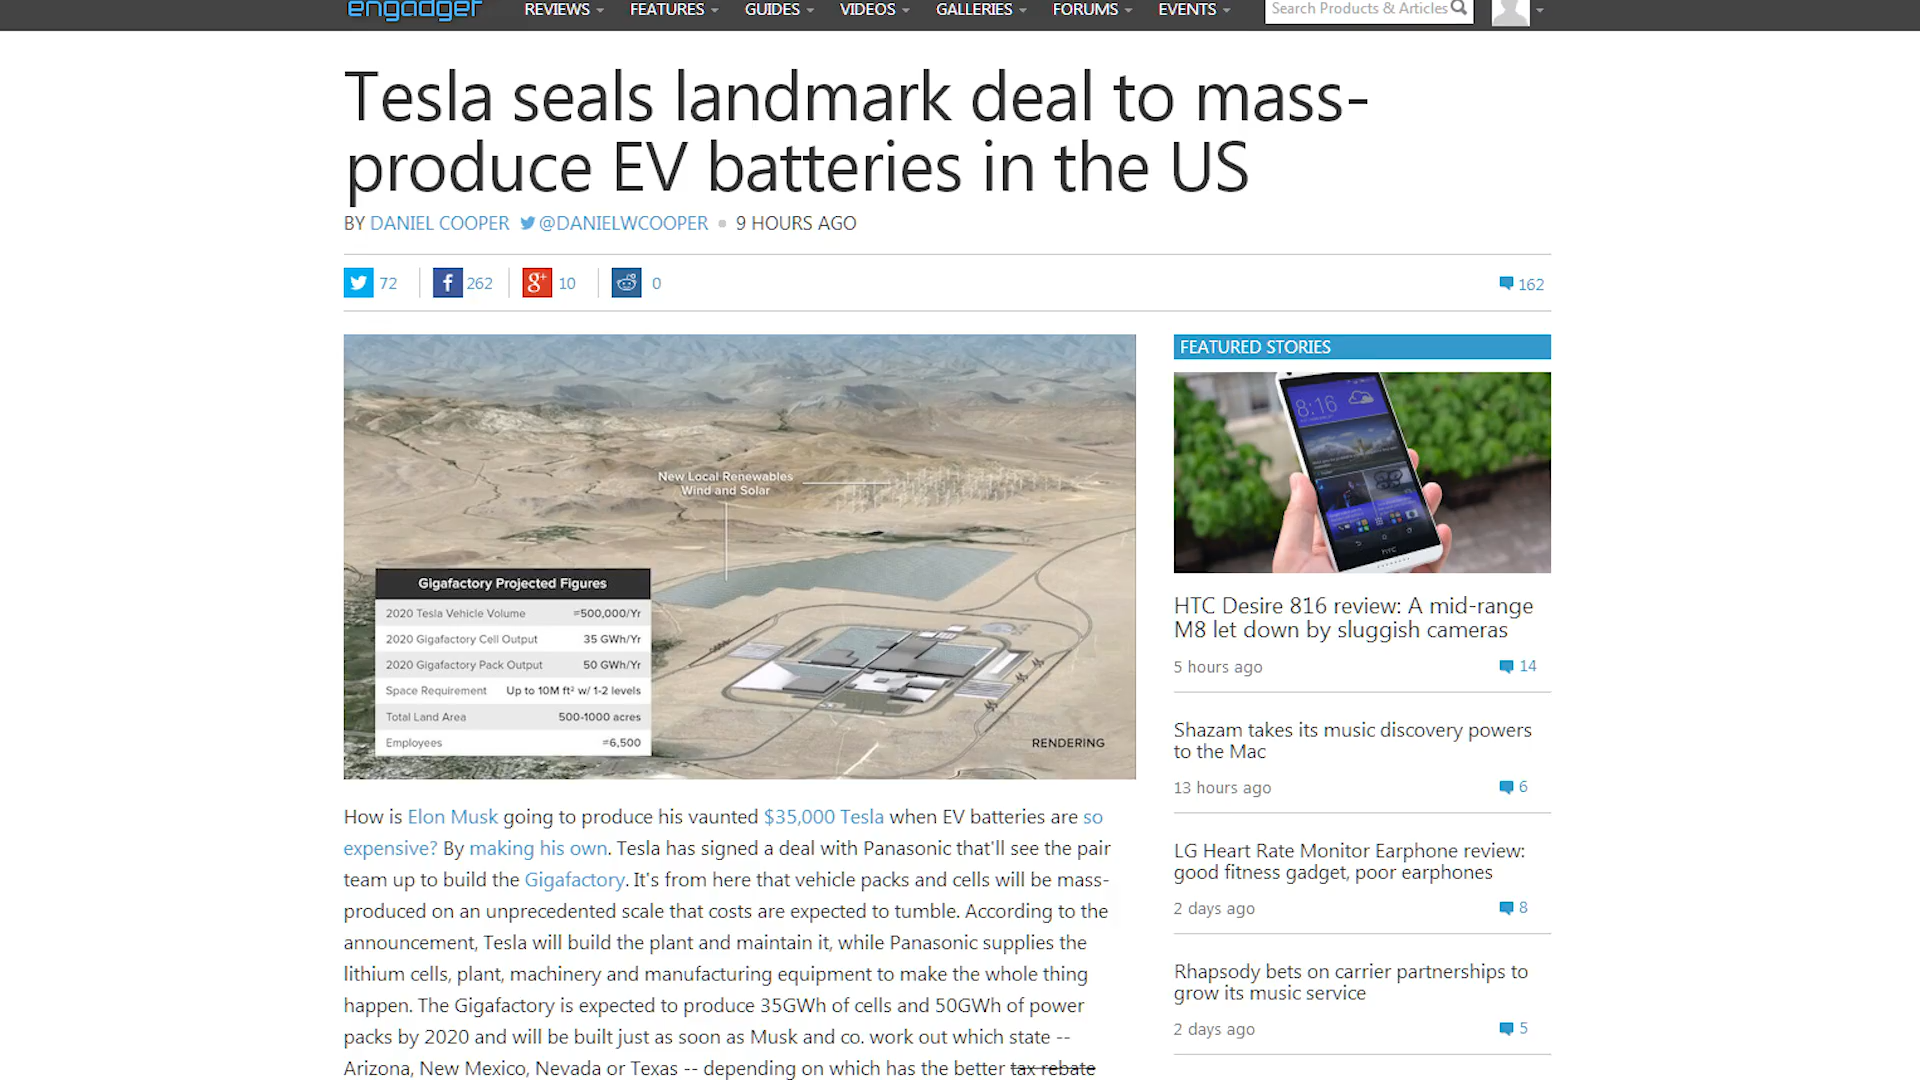 engadget
REVIEWS FEATURES GUIDES VIDEOS GALLERIES FORUMS EVENTS Search Products & Articles
Tesla seals landmark deal to mass-
produce EV batteries in the US
BY DANIEL COOPER @DANIELWCOOPER 9 HOURS AGO
72 f 262 g+ 10 0 162
New Local Renewables
Wind and Solar
Gigafactory Projected Figures
2020 Tesla Vehicle Volume ≈500,000/Yr
2020 Gigafactory Cell Output 35 GWh/Yr
2020 Gigafactory Pack Output 50 GWh/Yr
Space Requirement Up to 10M ft² w/ 1-2 levels
Total Land Area 500-1000 acres
Employees ≈6,500
RENDERING
How is Elon Musk going to produce his vaunted $35,000 Tesla when EV batteries are so
expensive? By making his own. Tesla has signed a deal with Panasonic that'll see the pair
team up to build the Gigafactory. It's from here that vehicle packs and cells will be mass-
produced on an unprecedented scale that costs are expected to tumble. According to the
announcement, Tesla will build the plant and maintain it, while Panasonic supplies the
lithium cells, plant, machinery and manufacturing equipment to make the whole thing
happen. The Gigafactory is expected to produce 35GWh of cells and 50GWh of power
packs by 2020 and will be built just as soon as Musk and co. work out which state --
Arizona, New Mexico, Nevada or Texas -- depending on which has the better tax rebate
FEATURED STORIES
8:16
hTC
HTC Desire 816 review: A mid-range
M8 let down by sluggish cameras
5 hours ago 14
Shazam takes its music discovery powers
to the Mac
13 hours ago 6
LG Heart Rate Monitor Earphone review:
good fitness gadget, poor earphones
2 days ago 8
Rhapsody bets on carrier partnerships to
grow its music service
2 days ago 5